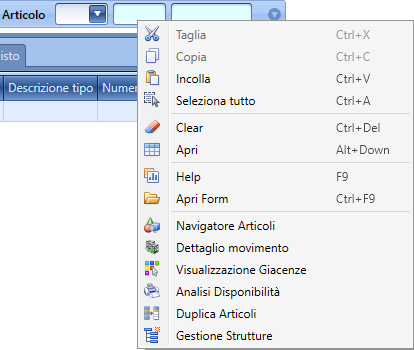 Articolo
isto
Descrizione tipo Numer
Taglia Ctrl+X
Copia Ctrl+C
Incolla Ctrl+V
Seleziona tutto Ctrl+A
Clear Ctrl+Del
Apri Alt+Down
Help F9
Apri Form Ctrl+F9
Navigatore Articoli
Dettaglio movimento
Visualizzazione Giacenze
Analisi Disponibilità
Duplica Articoli
Gestione Strutture